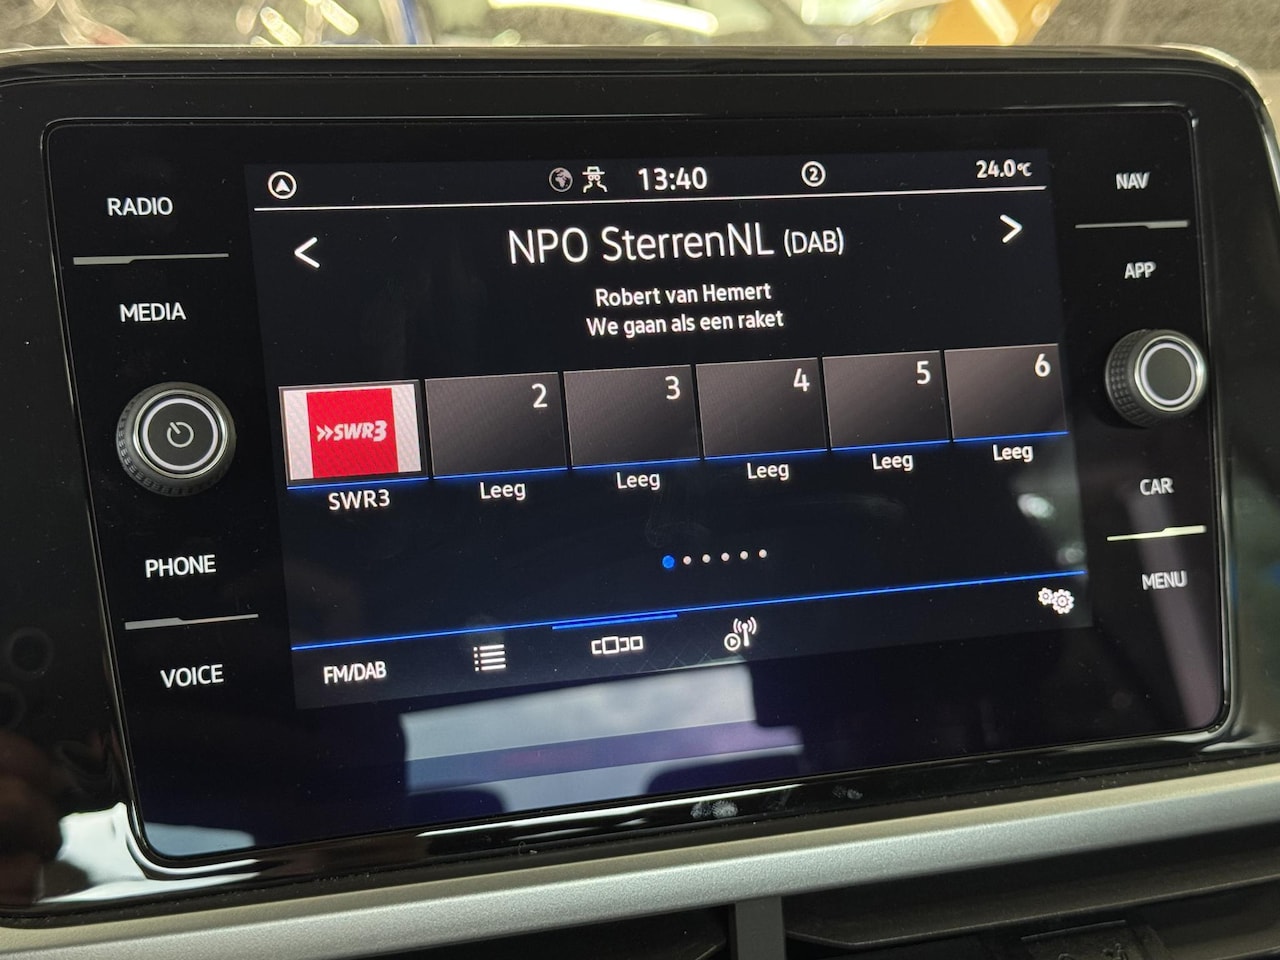 RADIO
MEDIA
PHONE
VOICE
13:40
2
24.0°C
NPO SterrenNL (DAB)
Robert van Hemert
We gaan als een raket
SWR3
2
3
4
5
6
SWR3
Leeg
Leeg
Leeg
Leeg
Leeg
FM/DAB
NAV
APP
CAR
MENU